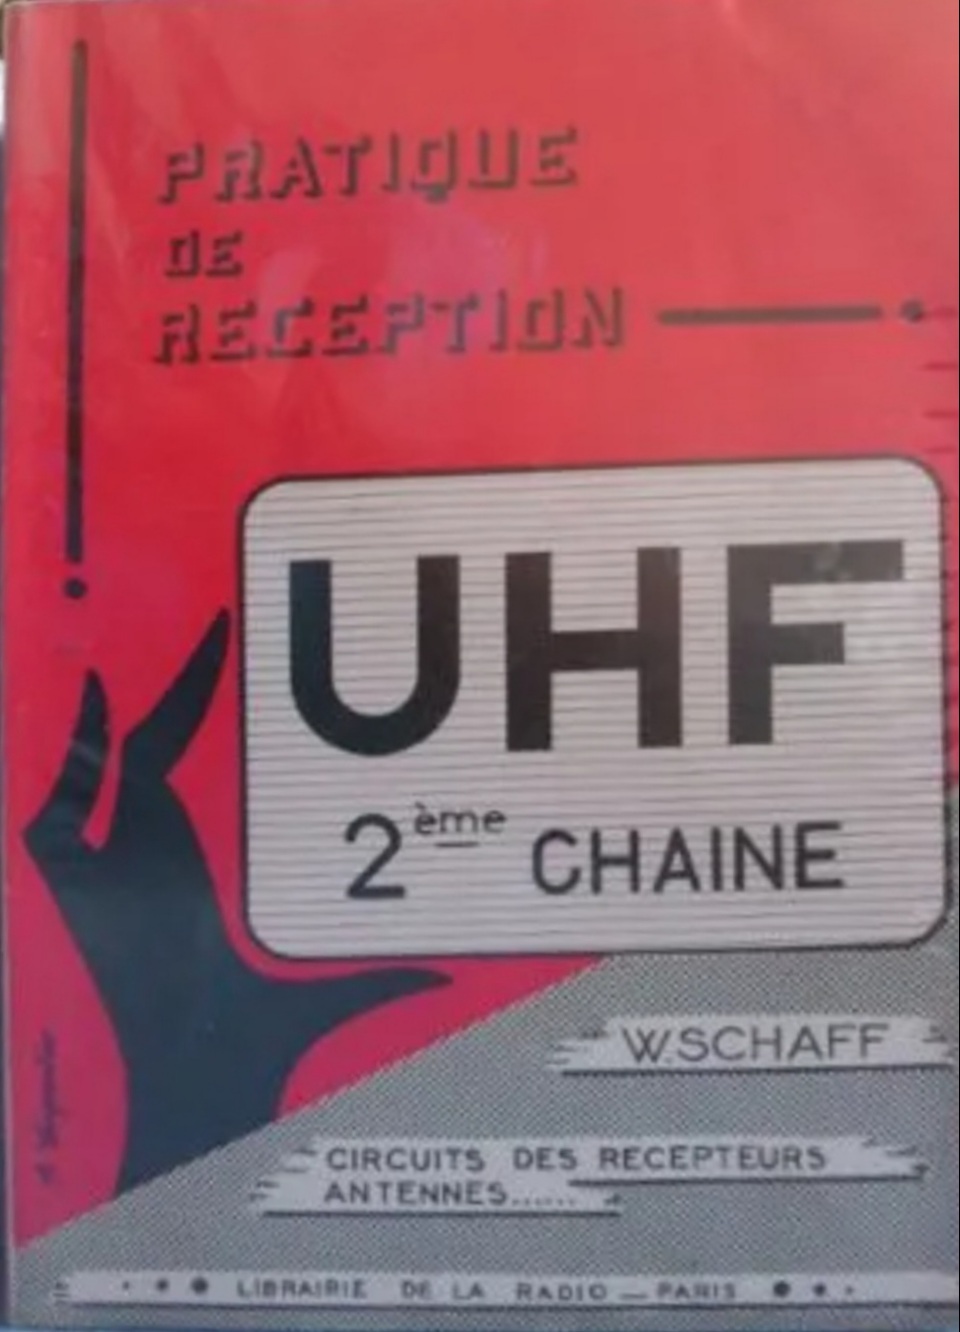 PRATIQUE
DE
RECEPTION
UHF
2ème CHAINE
W.SCHAFF
CIRCUITS DES RECEPTEURS
ANTENNES......
LIBRAIRIE DE LA RADIO — PARIS